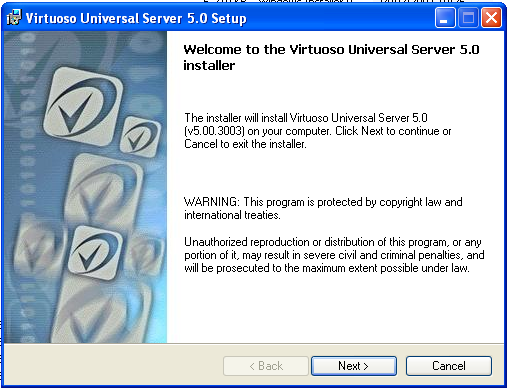 Virtuoso Universal Server 5.0 Setup
Welcome to the Virtuoso Universal Server 5.0
installer
The installer will install Virtuoso Universal Server 5.0
(v5.00.3003) on your computer. Click Next to continue or
Cancel to exit the installer.
WARNING: This program is protected by copyright law and
international treaties.
Unauthorized reproduction or distribution of this program, or any
portion of it, may result in severe civil and criminal penalties, and
will be prosecuted to the maximum extent possible under law.
< Back
Next >
Cancel